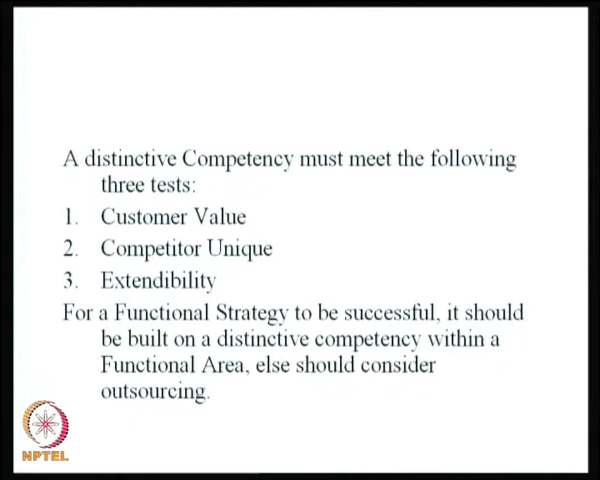 A distinctive Competency must meet the following
three tests:
1. Customer Value
2. Competitor Unique
3. Extendibility
For a Functional Strategy to be successful, it should
be built on a distinctive competency within a
Functional Area, else should consider
outsourcing.
NPTEL